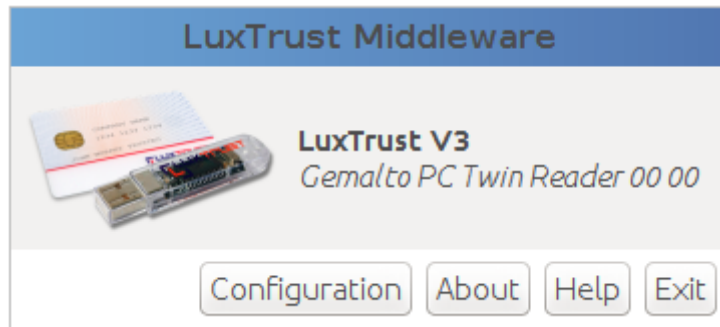 LuxTrust Middleware
LuxTrust V3
Gemalto PC Twin Reader 00 00
Configuration About Help Exit